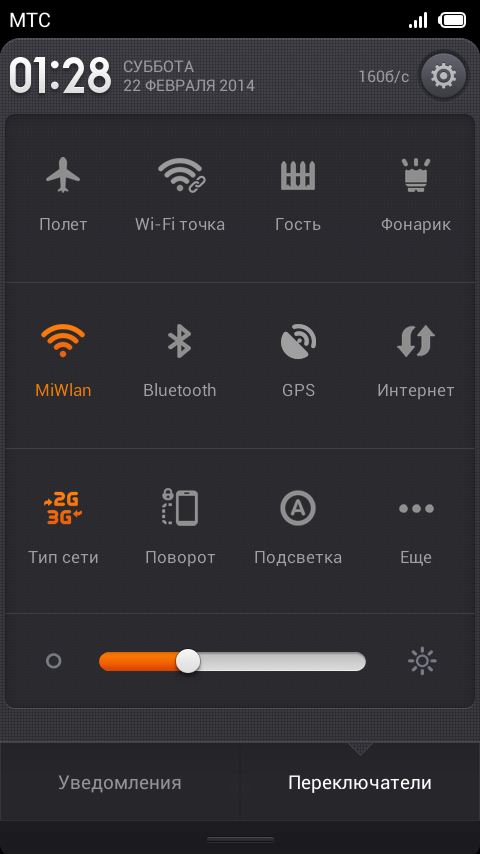 МТС
01:28
СУББОТА
22 ФЕВРАЛЯ 2014
160б/с
Полет
Wi-Fi точка
Гость
Фонарик
MiWlan
Bluetooth
GPS
Интернет
2G
3G
A
Тип сети
Поворот
Подсветка
Еще
Уведомления
Переключатели